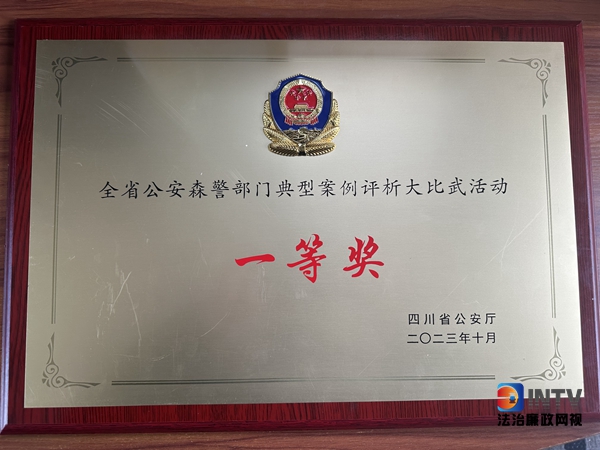 全省公安森警部门典型案例评析大比武活动
一等奖
四川省公安厅
二〇二三年十月
INTV
法治廉政网视